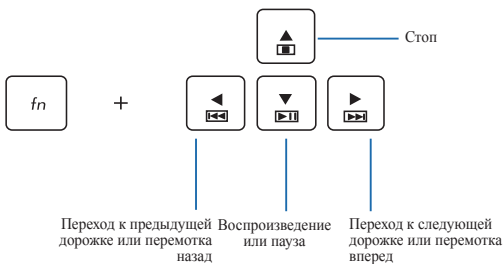 Стоп
fn
+
Переход к предыдущей
дорожке или перемотка
назад
Воспроизведение
или пауза
Переход к следующей
дорожке или перемотка
вперед